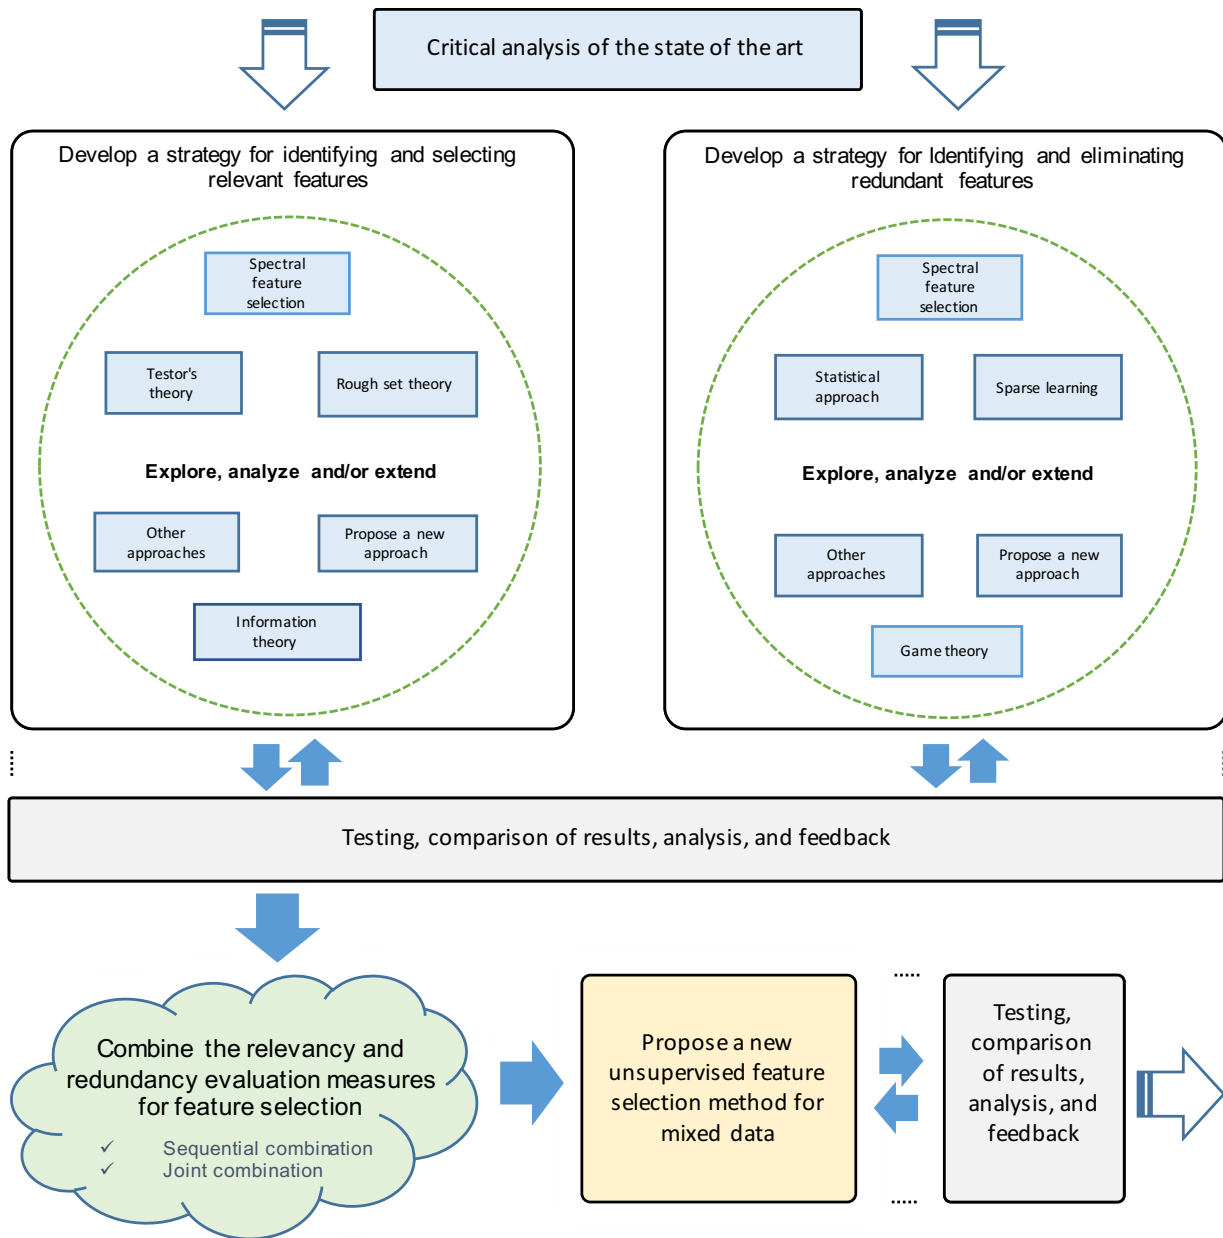 Critical analysis of the state of the art
Develop a strategy for identifying and selecting
relevant features
Spectral
feature
selection
Testor's
theory
Rough set theory
Explore, analyze and/or extend
Other
approaches
Propose a new
approach
Information
theory
Develop a strategy for Identifying and eliminating
redundant features
Spectral
feature
selection
Statistical
approach
Sparse learning
Explore, analyze and/or extend
Other
approaches
Propose a new
approach
Game theory
Testing, comparison of results, analysis, and feedback
Combine the relevancy and
redundancy evaluation measures
for feature selection
✓ Sequential combination
✓ Joint combination
Propose a new
unsupervised feature
selection method for
mixed data
Testing,
comparison
of results,
analysis, and
feedback